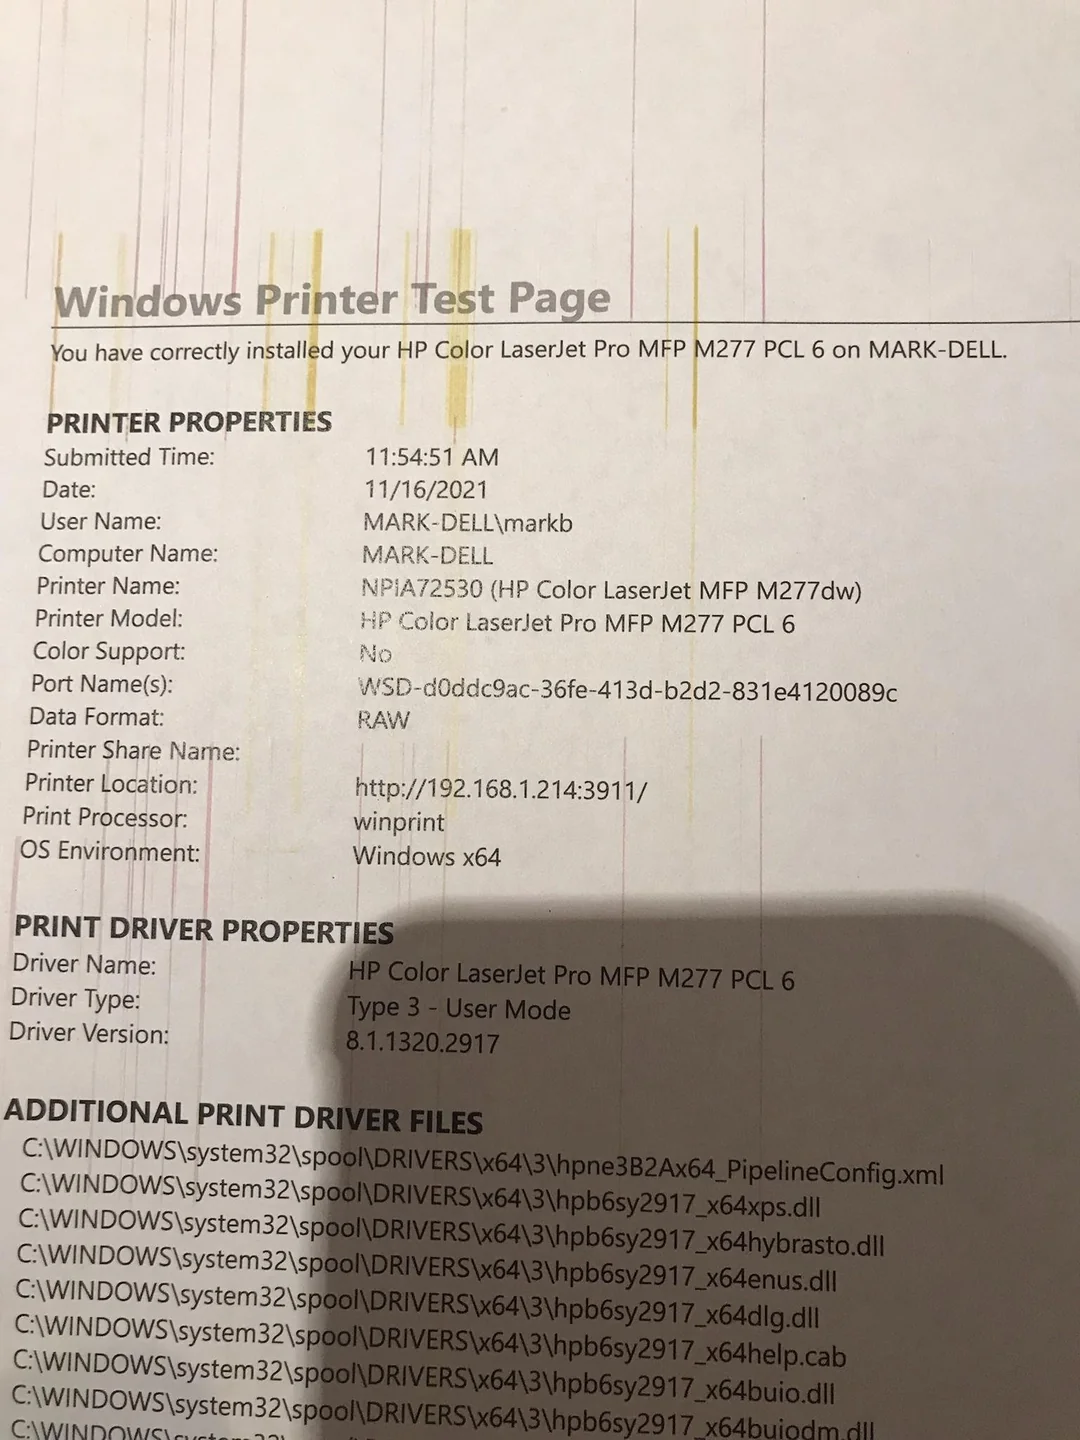 Windows Printer Test Page
You have correctly installed your HP Color LaserJet Pro MFP M277 PCL 6 on MARK-DELL.
PRINTER PROPERTIES
Submitted Time: 11:54:51 AM
Date: 11/16/2021
User Name: MARK-DELL\markb
Computer Name: MARK-DELL
Printer Name: NPIA72530 (HP Color LaserJet MFP M277dw)
Printer Model: HP Color LaserJet Pro MFP M277 PCL 6
Color Support: No
Port Name(s): WSD-d0ddc9ac-36fe-413d-b2d2-831e4120089c
Data Format: RAW
Printer Share Name:
Printer Location: http://192.168.1.214:3911/
Print Processor: winprint
OS Environment: Windows x64
PRINT DRIVER PROPERTIES
Driver Name: HP Color LaserJet Pro MFP M277 PCL 6
Driver Type: Type 3 - User Mode
Driver Version: 8.1.1320.2917
ADDITIONAL PRINT DRIVER FILES
C:\WINDOWS\system32\spool\DRIVERS\x64\3\hpne3B2Ax64_PipelineConfig.xml
C:\WINDOWS\system32\spool\DRIVERS\x64\3\hpb6sy2917_x64xps.dll
C:\WINDOWS\system32\spool\DRIVERS\x64\3\hpb6sy2917_x64hybrasto.dll
C:\WINDOWS\system32\spool\DRIVERS\x64\3\hpb6sy2917_x64enus.dll
C:\WINDOWS\system32\spool\DRIVERS\x64\3\hpb6sy2917_x64dlg.dll
C:\WINDOWS\system32\spool\DRIVERS\x64\3\hpb6sy2917_x64help.cab
C:\WINDOWS\system32\spool\DRIVERS\x64\3\hpb6sy2917_x64buio.dll
C:\WINDOWS\system32\spool\DRIVERS\x64\3\hpb6sy2917_x64buiodm.dll